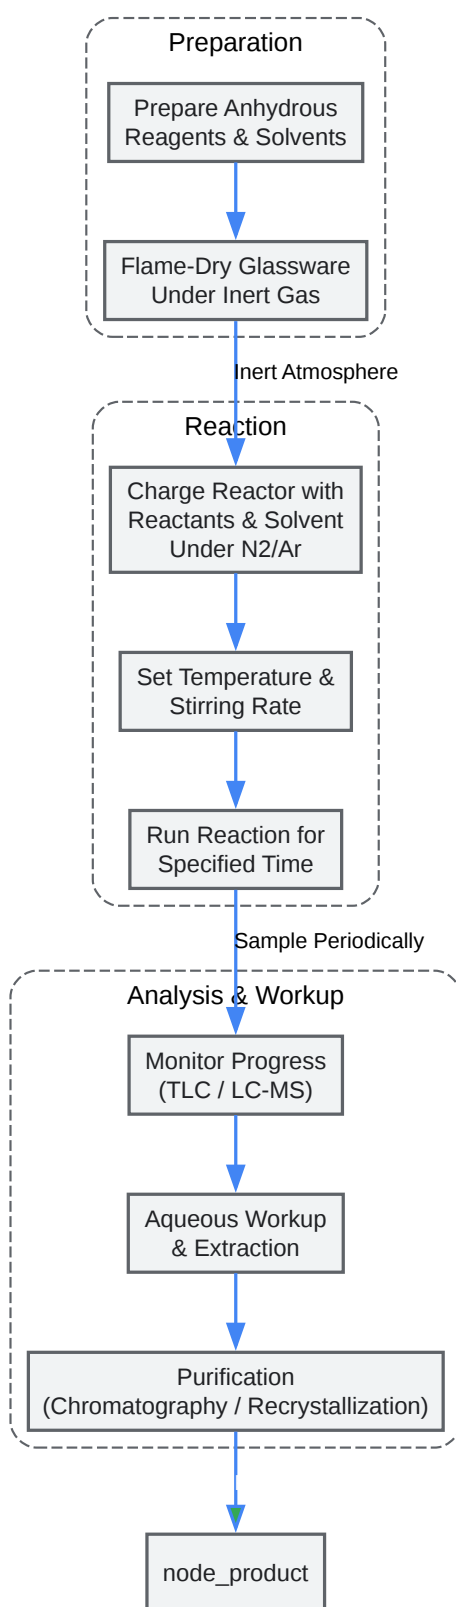 Preparation
Prepare Anhydrous
Reagents & Solvents
Flame-Dry Glassware
Under Inert Gas
Inert Atmosphere
Reaction
Charge Reactor with
Reactants & Solvent
Under N2/Ar
Set Temperature &
Stirring Rate
Run Reaction for
Specified Time
Sample Periodically
Analysis & Workup
Monitor Progress
(TLC / LC-MS)
Aqueous Workup
& Extraction
Purification
(Chromatography / Recrystallization)
node_product